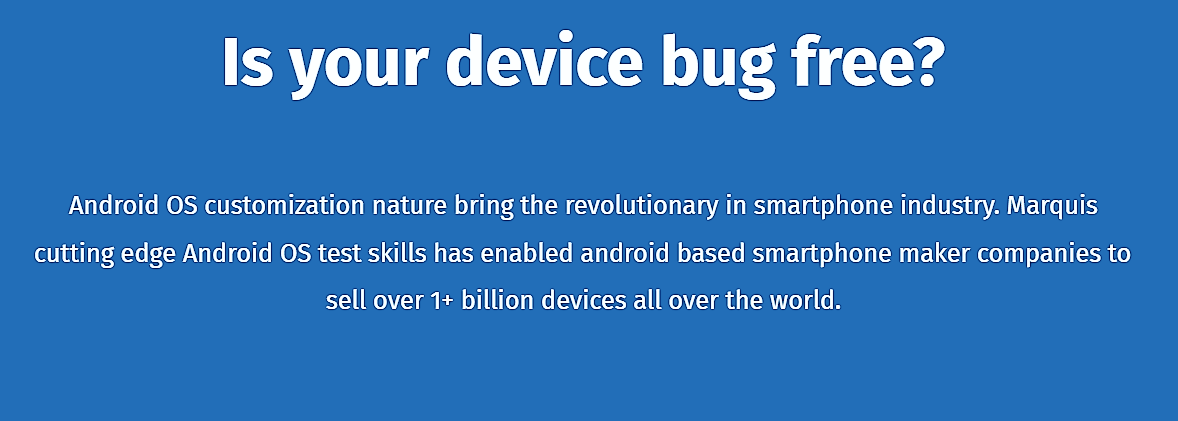 Is your device bug free?
Android OS customization nature bring the revolutionary in smartphone industry. Marquis
cutting edge Android OS test skills has enabled android based smartphone maker companies to
sell over 1+ billion devices all over the world.